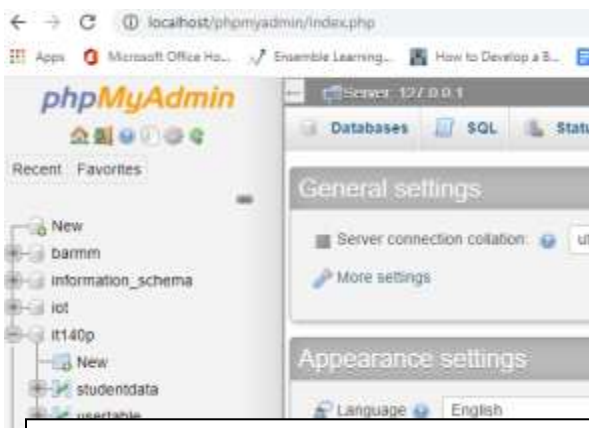 localhost/phpmyadmin/index.php
Apps Microsoft Office Ho... Ensemble Learning... How to Develop a B...
phpMyAdmin
Recent Favorites
New
barmm
information_schema
iot
it140p
New
studentdata
usertable
Server: 127.0.0.1
Databases SQL Statu
General settings
Server connection collation:
More settings
Appearance settings
Language English